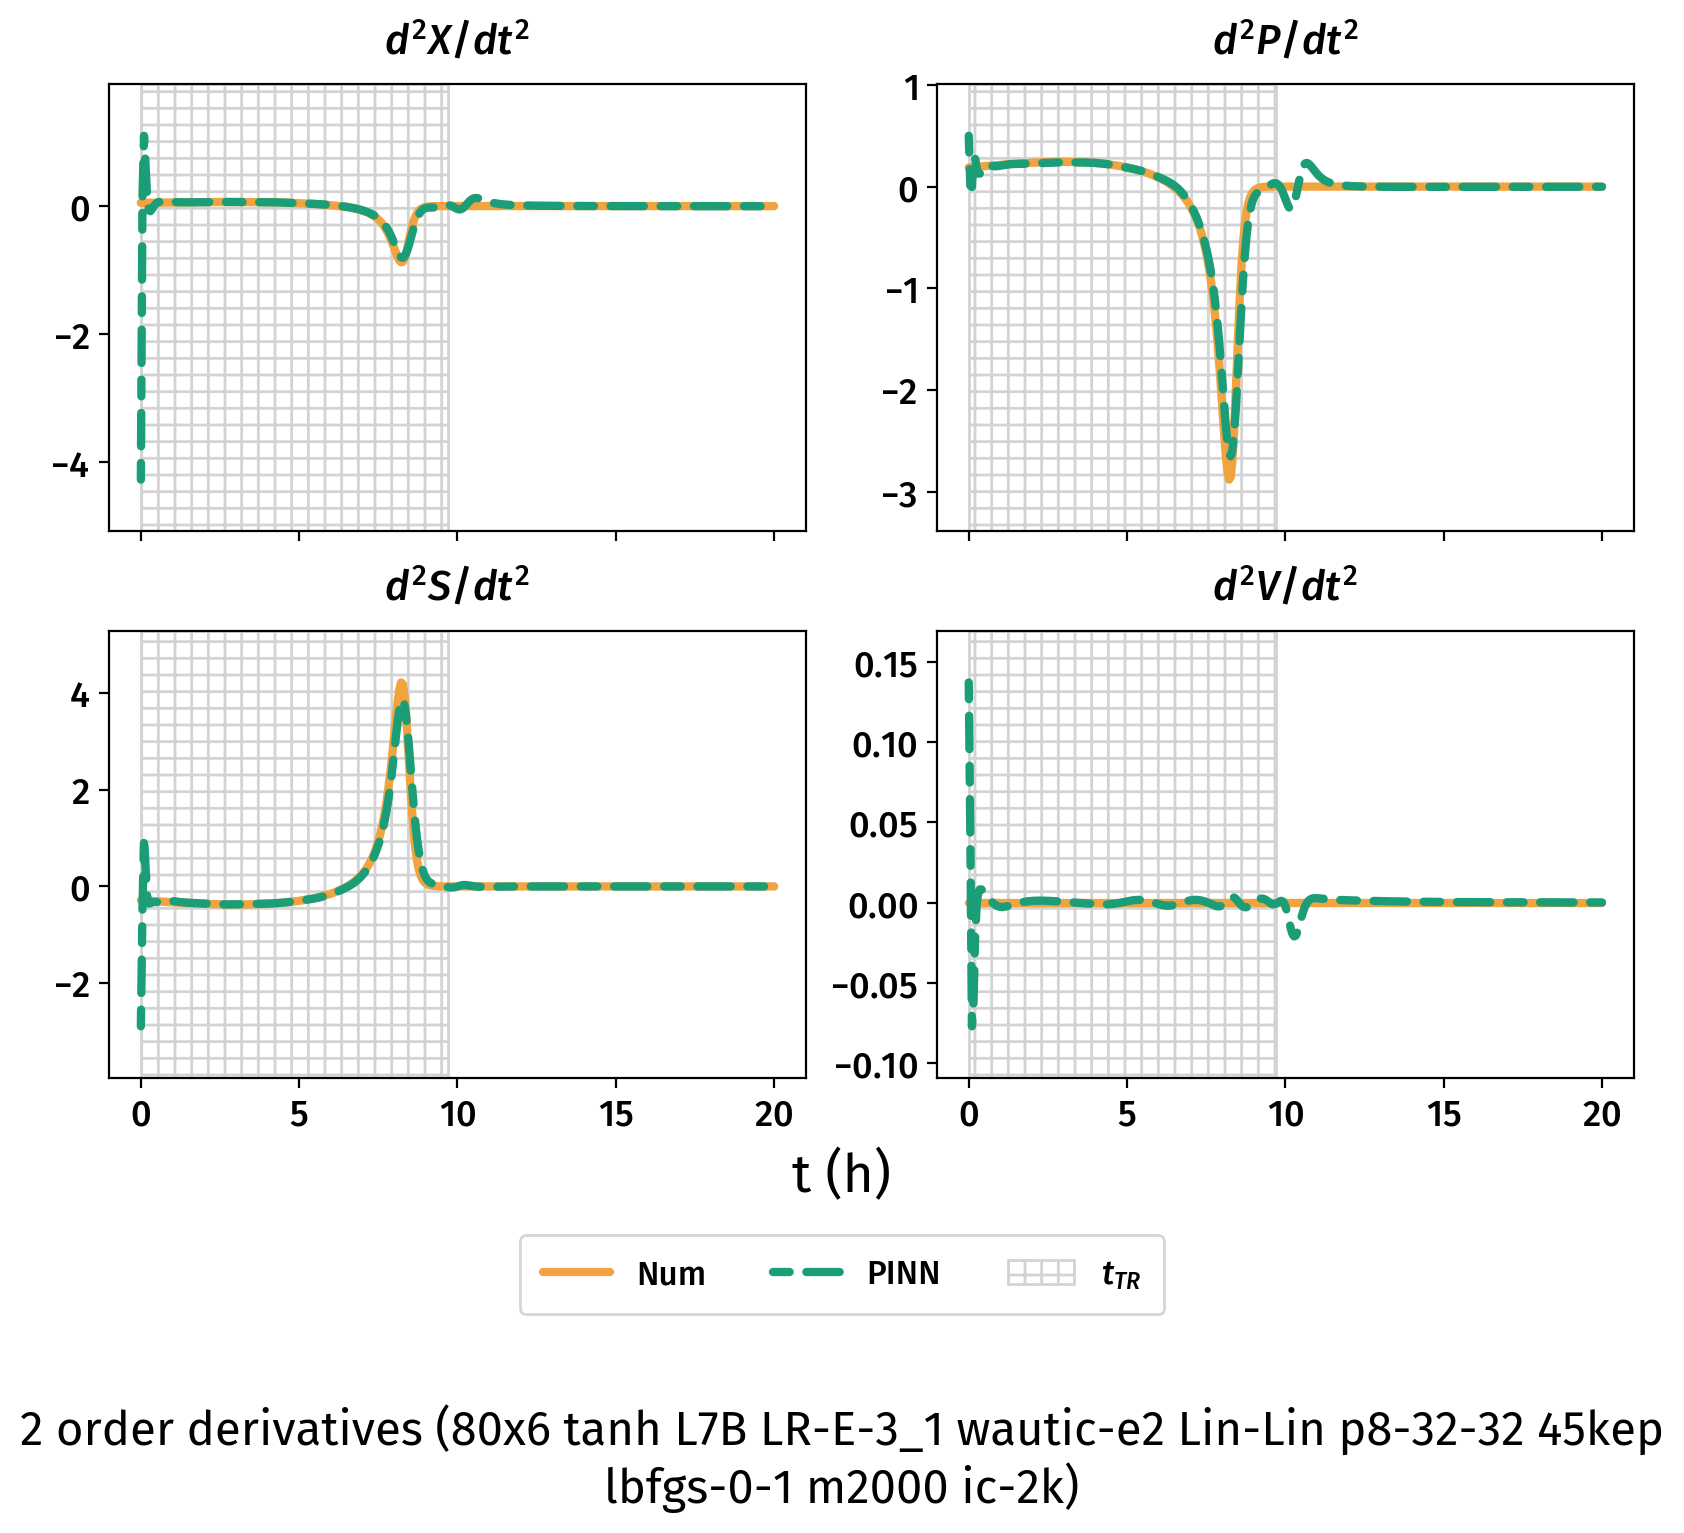 d²X/dt²
d²P/dt²
0
−2
−4
1
0
−1
−2
−3
d²S/dt²
d²V/dt²
4
2
0
−2
0.15
0.10
0.05
0.00
−0.05
−0.10
0 5 10 15 20
0 5 10 15 20
t (h)
Num PINN t_TR
2 order derivatives (80x6 tanh L7B LR-E-3_1 wautic-e2 Lin-Lin p8-32-32 45kep
lbfgs-0-1 m2000 ic-2k)